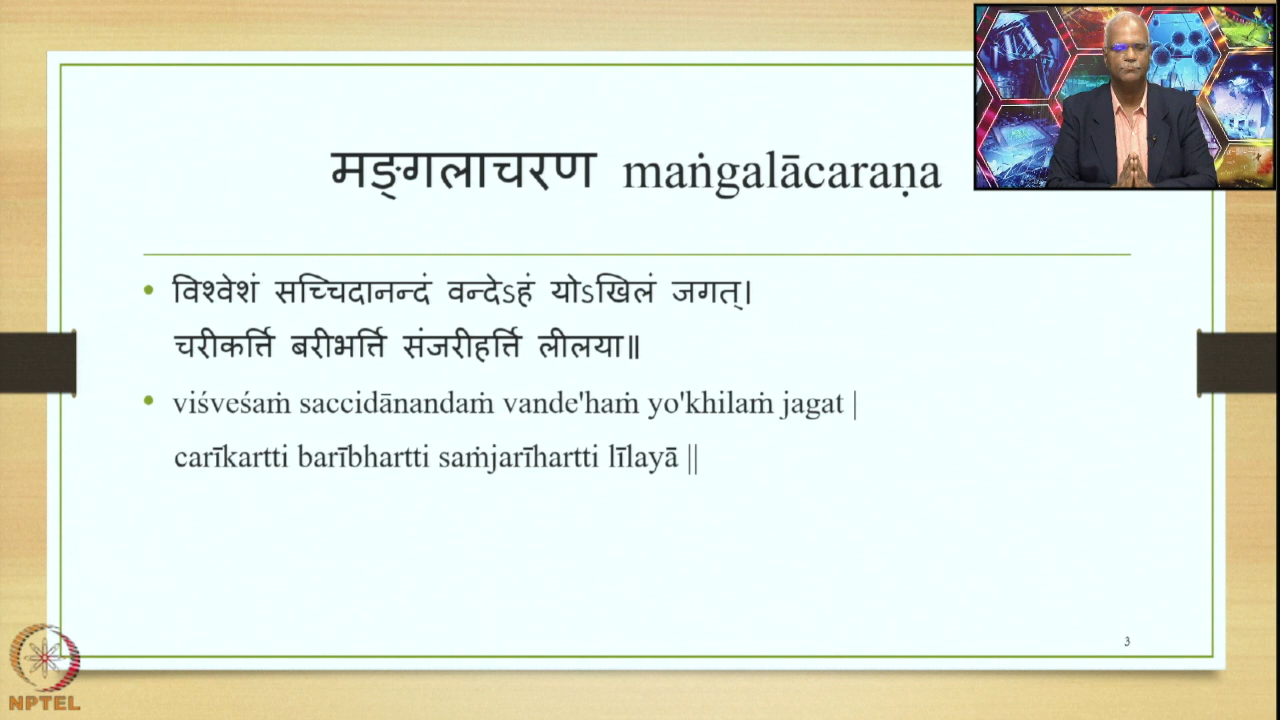 मङ्गलाचरण maṅgalācaraṇa
विश्वेशं सच्चिदानन्दं वन्देऽहं योऽखिलं जगत्।
चरीकर्त्ति बरीभर्त्ति संजरीहर्त्ति लीलया॥
viśveśaṁ saccidānandaṁ vande'haṁ yo'khilaṁ jagat |
carīkartti barībhartti saṁjarīhartti līlayā ||
3
NPTEL